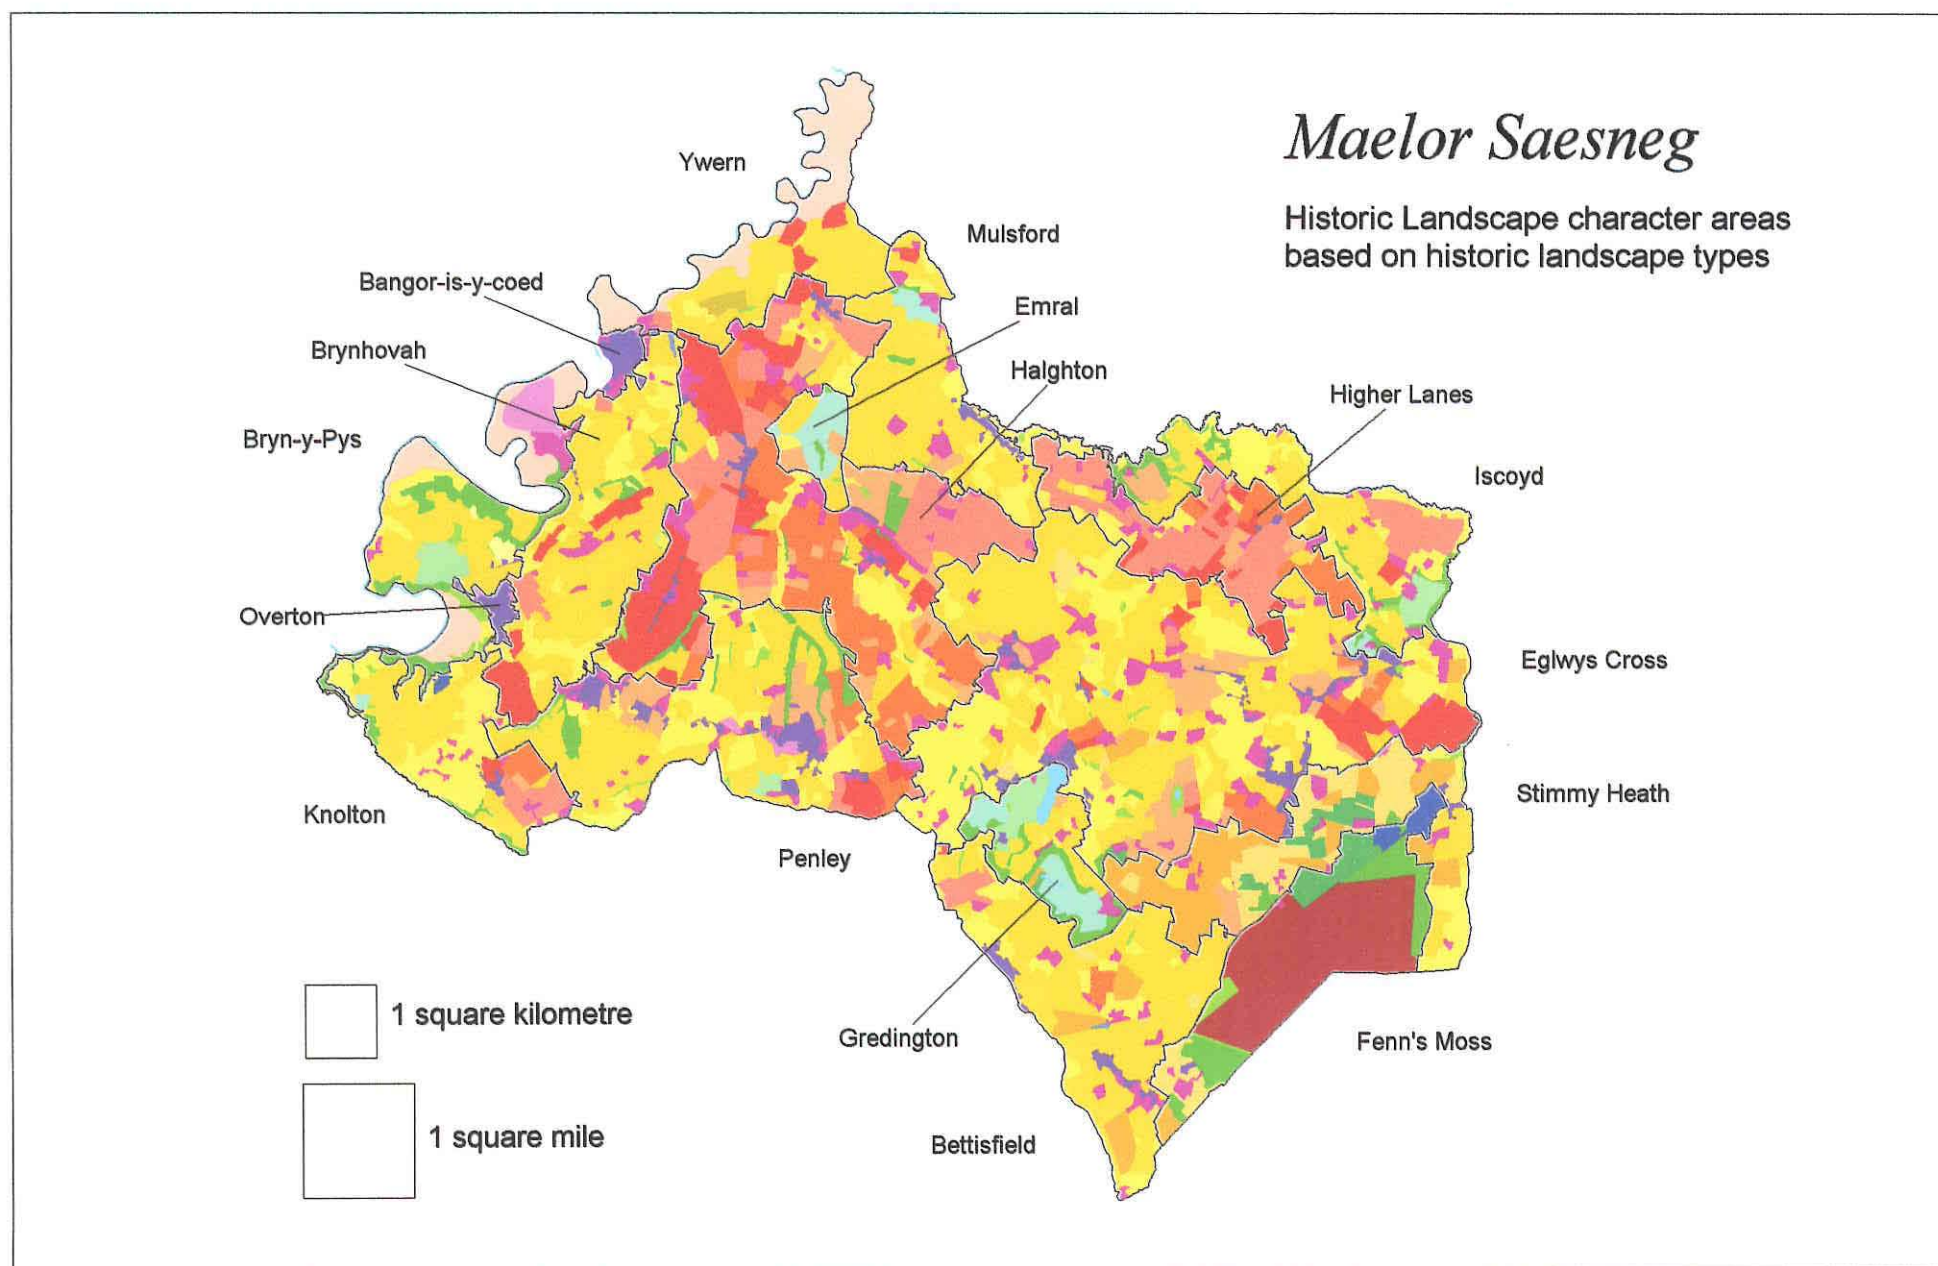 Maelor Saesneg
Historic Landscape character areas
based on historic landscape types
Ywern
Mulsford
Bangor-is-y-coed
Emral
Brynhovah
Halghton
Higher Lanes
Bryn-y-Pys
Iscoyd
Overton
Eglwys Cross
Stimmy Heath
Knolton
Penley
1 square kilometre
Gredington
Fenn's Moss
1 square mile
Bettisfield